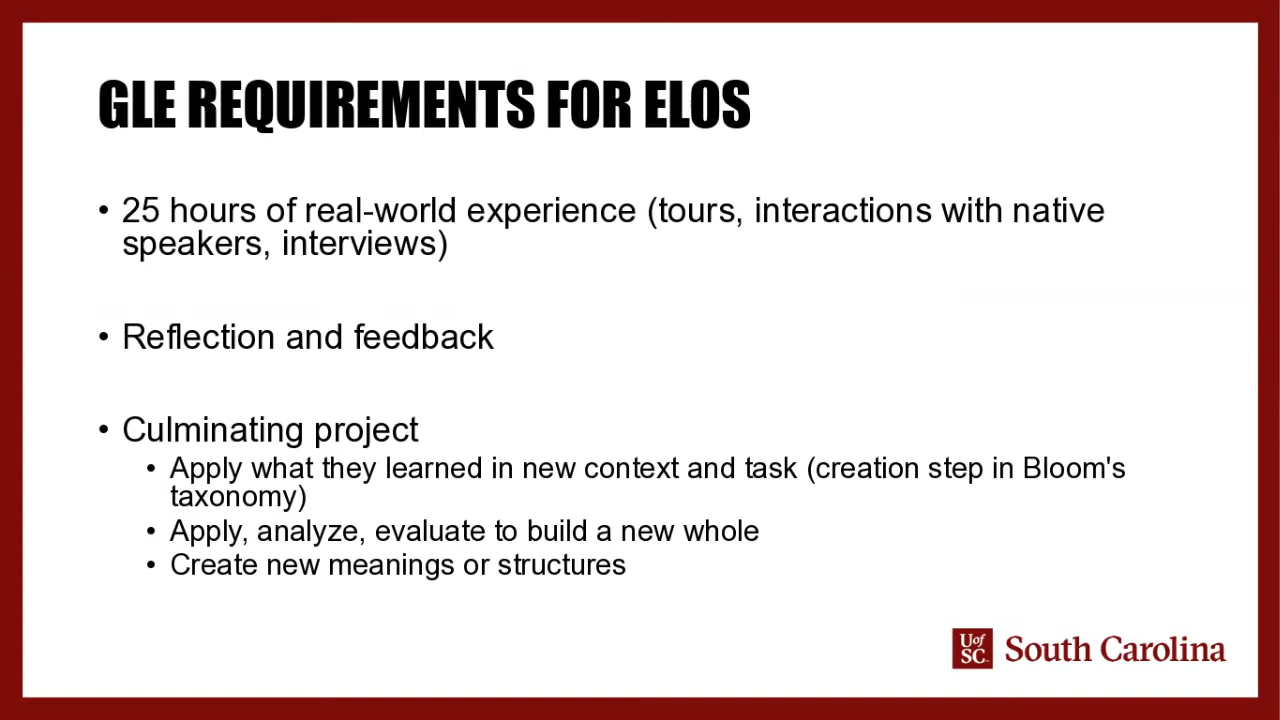 GLE REQUIREMENTS FOR ELOS
• 25 hours of real-world experience (tours, interactions with native
speakers, interviews)
• Reflection and feedback
• Culminating project
• Apply what they learned in new context and task (creation step in Bloom's
taxonomy)
• Apply, analyze, evaluate to build a new whole
• Create new meanings or structures
UofSC South Carolina